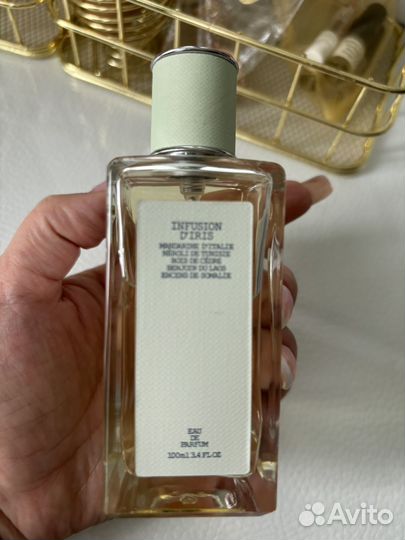 INFUSION
D'IRIS
MANDARINE D'ITALIE
NÉROLI DE TUNISIE
BOIS DE CÈDRE
BENJOIN DU LAOS
ENCENS DE SOMALIE
EAU
DE
PARFUM
100ml 3.4 FL OZ
Avito